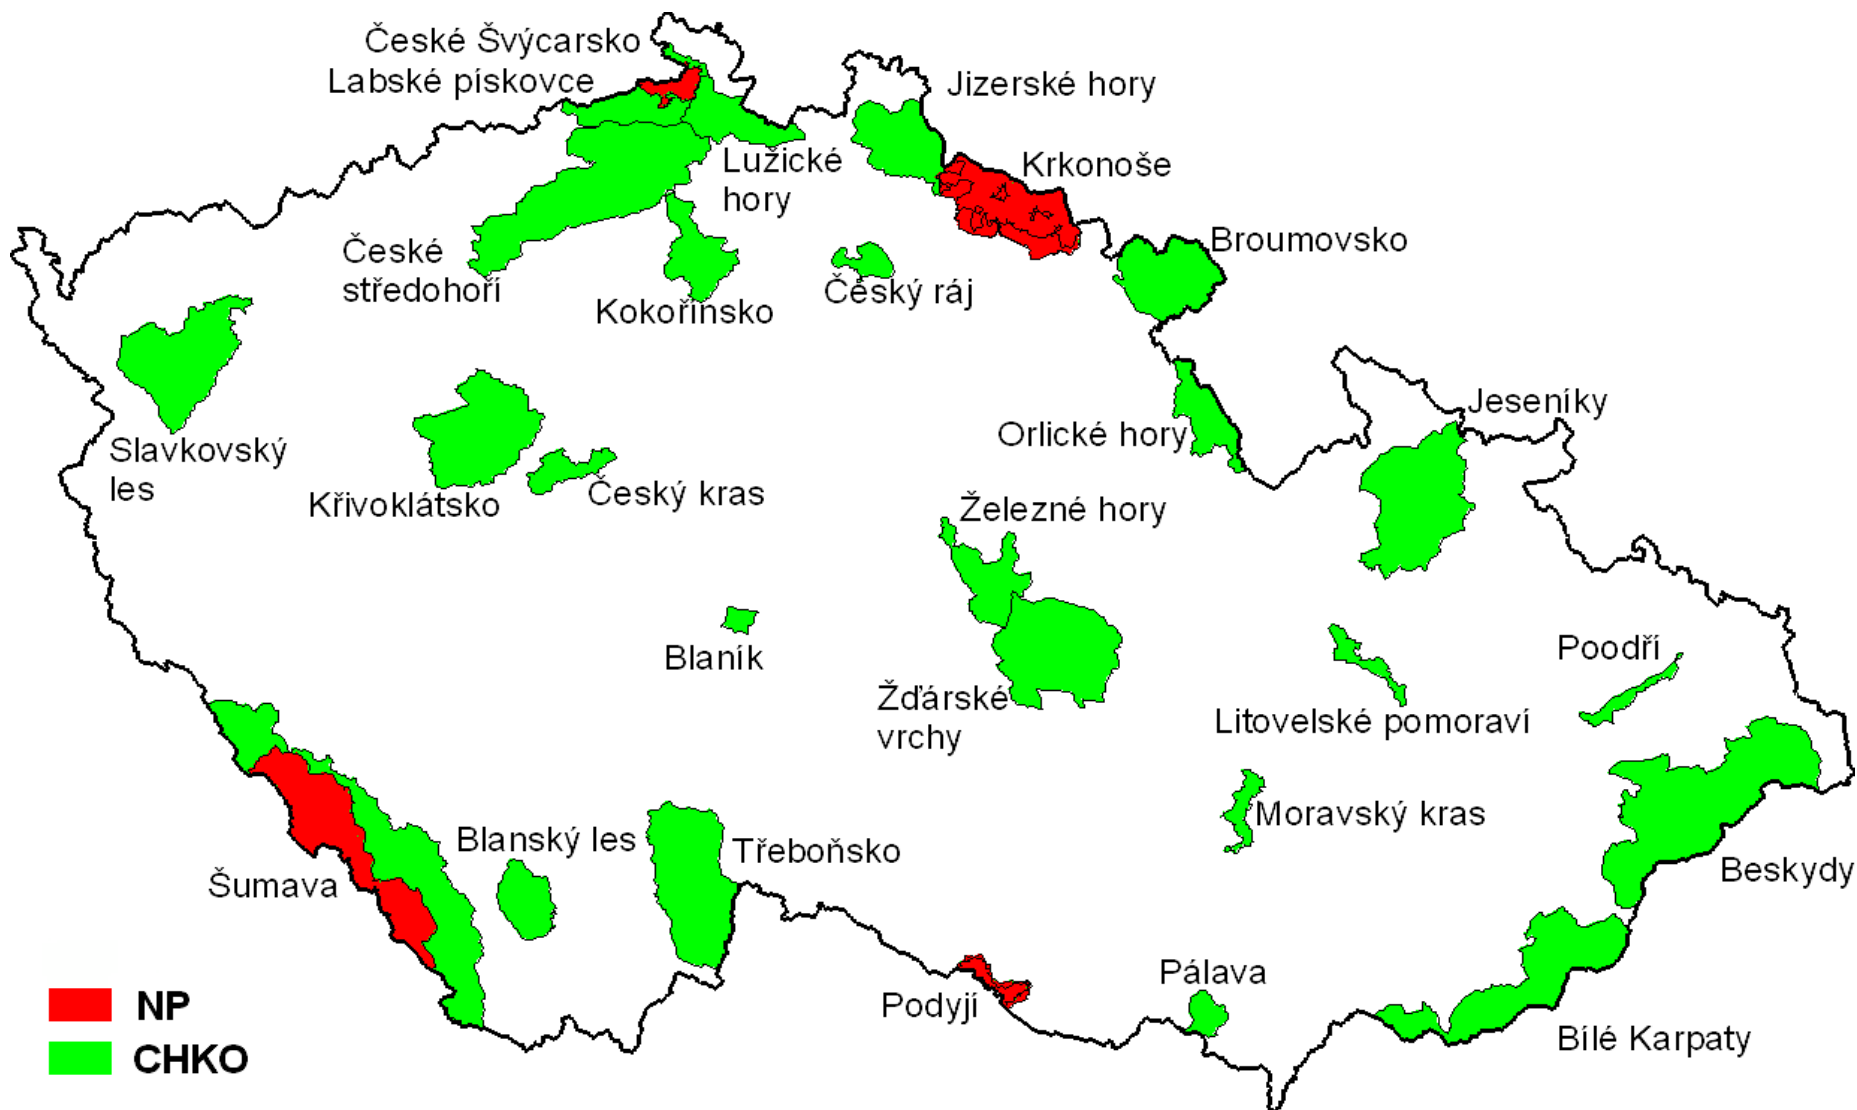 České Švýcarsko
Labské pískovce
Jizerské hory
Lužické
hory
Krkonoše
České
středohoří
Kokořínsko
Český ráj
Broumovsko
Slavkovský
les
Křivoklátsko
Český kras
Orlické hory
Jeseníky
Železné hory
Blaník
Žďárské
vrchy
Litovelské pomoraví
Poodří
Moravský kras
Šumava
Blanský les
Třeboňsko
Beskydy
Podyjí
Pálava
Bílé Karpaty
NP
CHKO